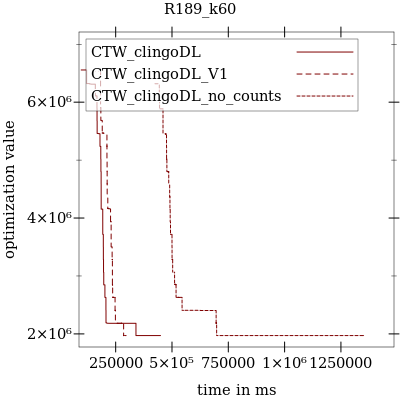 R189_k60
CTW_clingoDL
CTW_clingoDL_V1
CTW_clingoDL_no_counts
6×10⁶
4×10⁶
2×10⁶
optimization value
250000 5×10⁵ 750000 1×10⁶ 1250000
time in ms